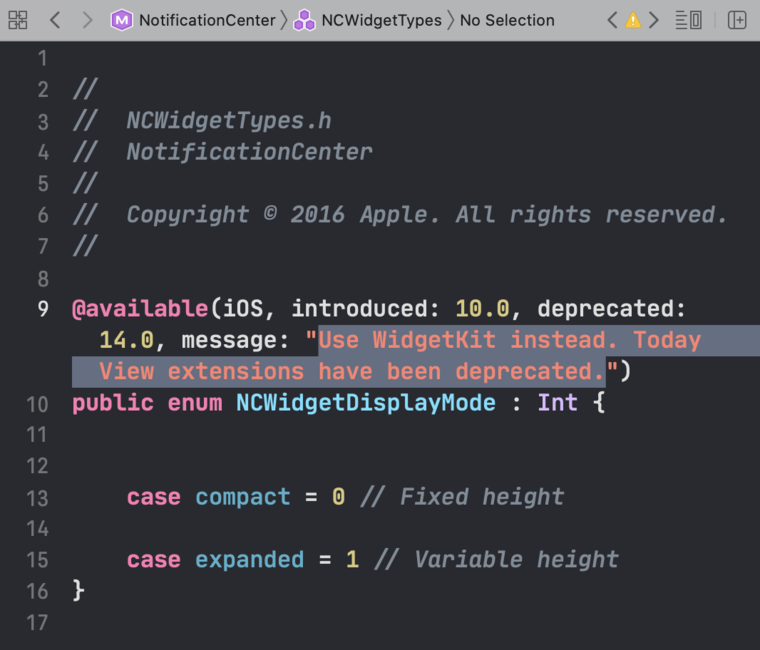 NotificationCenter NCWidgetTypes No Selection
1
2 //
3 //  NCWidgetTypes.h
4 //  NotificationCenter
5 //
6 //  Copyright © 2016 Apple. All rights reserved.
7 //
8
9 @available(iOS, introduced: 10.0, deprecated:
14.0, message: "Use WidgetKit instead. Today
View extensions have been deprecated.")
10 public enum NCWidgetDisplayMode : Int {
11
12
13     case compact = 0 // Fixed height
14
15     case expanded = 1 // Variable height
16 }
17